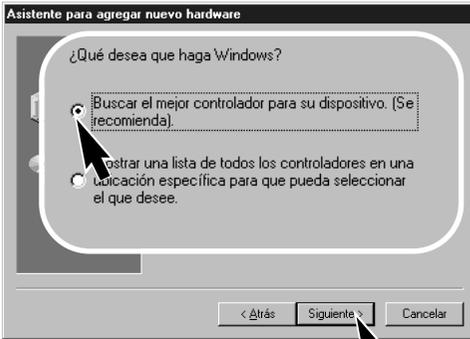 Asistente para agregar nuevo hardware
¿Qué desea que haga Windows?
Buscar el mejor controlador para su dispositivo. (Se
recomienda).
Mostrar una lista de todos los controladores en una
ubicación específica para que pueda seleccionar
el que desee.
< Atrás
Siguiente >
Cancelar